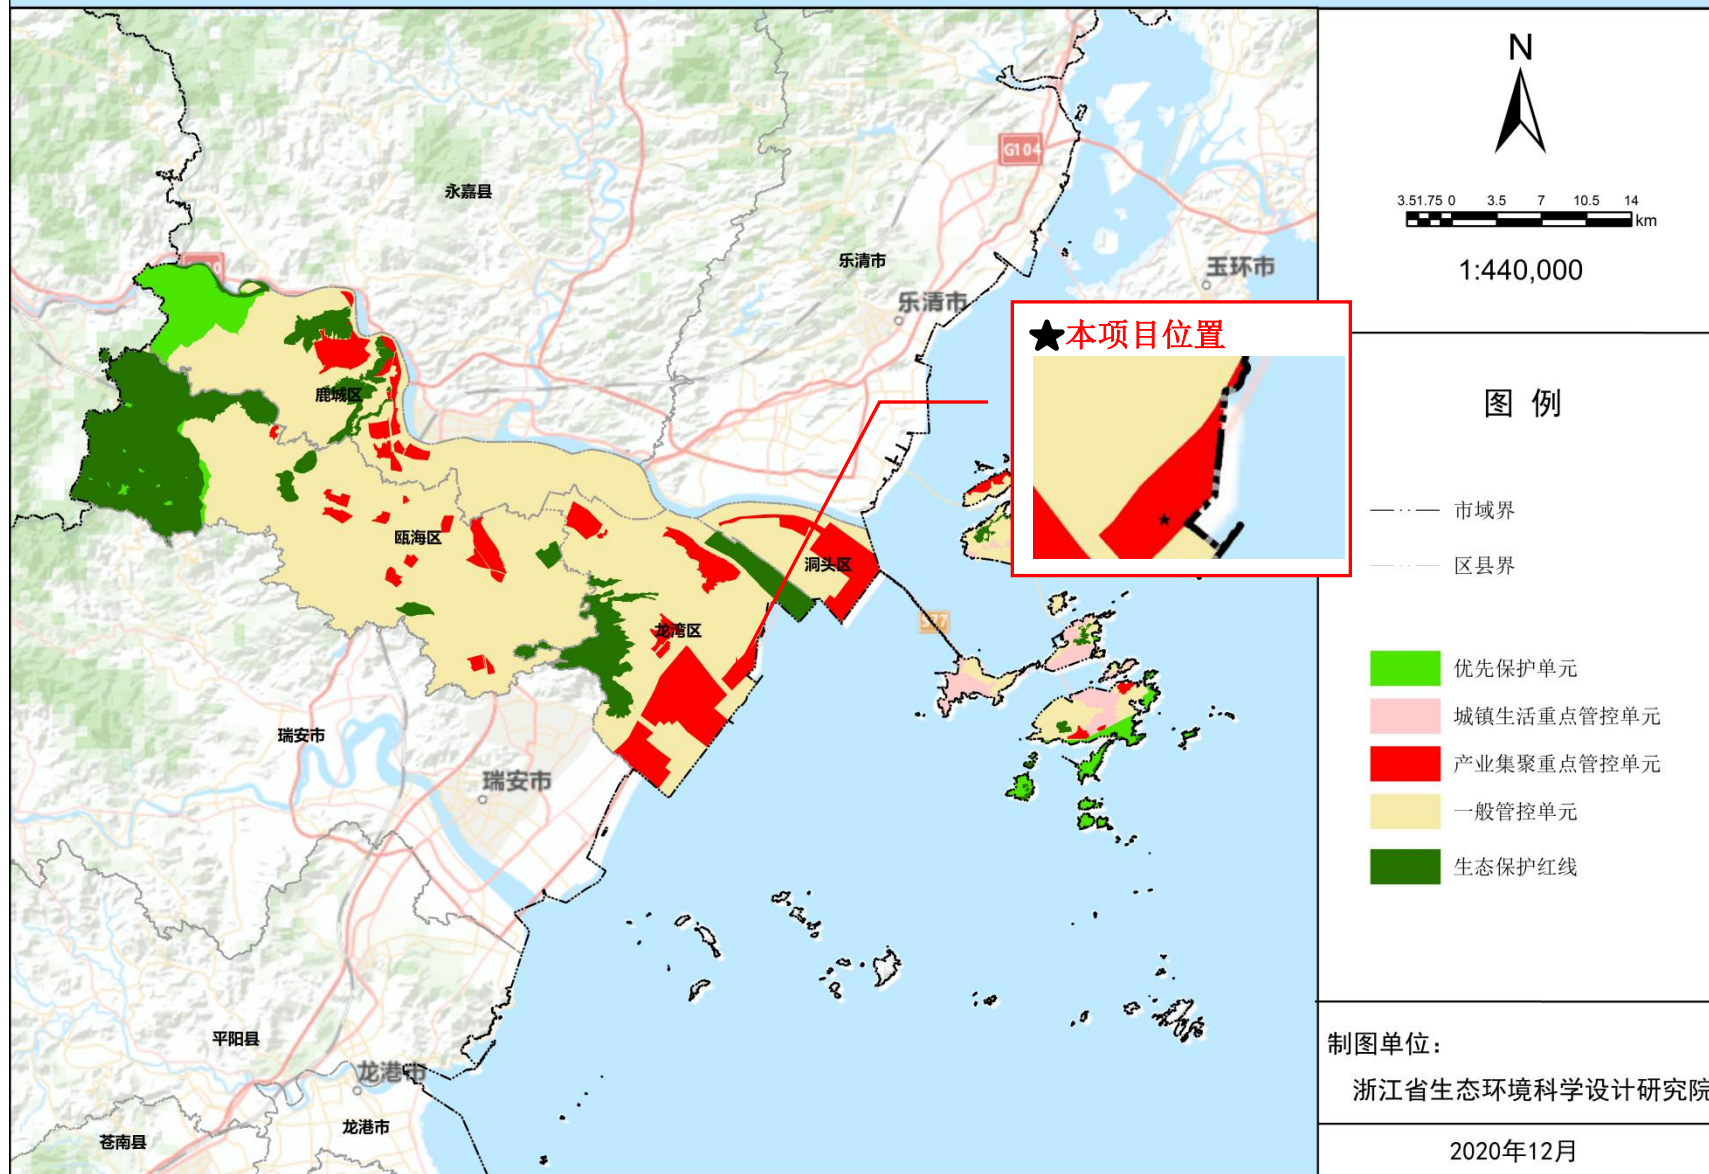 N
3.5 1.75 0 3.5 7 10.5 14
km
1:440,000
图 例
市域界
区县界
优先保护单元
城镇生活重点管控单元
产业集聚重点管控单元
一般管控单元
生态保护红线
制图单位：
浙江省生态环境科学设计研究院
2020年12月
G104
永嘉县
乐清市
玉环市
乐清市
★本项目位置
鹿城区
瓯海区
洞头区
S77
龙湾区
瑞安市
瑞安市
平阳县
龙港市
龙港市
苍南县